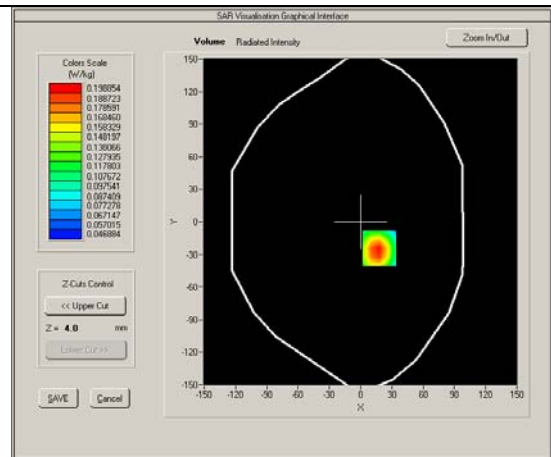 SAR Visualisation Graphical Interface
Volume Radiated Intensity
Zoom In/Out
Colors Scale
(W/kg)
0.198854
0.188723
0.178591
0.168460
0.158329
0.148197
0.138066
0.127935
0.117803
0.107672
0.097541
0.087409
0.077278
0.067147
0.057015
0.046884
Z-Cuts Control
<< Upper Cut
Z = 4.0 mm
Lower Cut >>
SAVE Cancel
150
120
90
60
30
0
-30
-60
-90
-120
-150
Y
-150 -120 -90 -60 -30 0 30 60 90 120 150
X